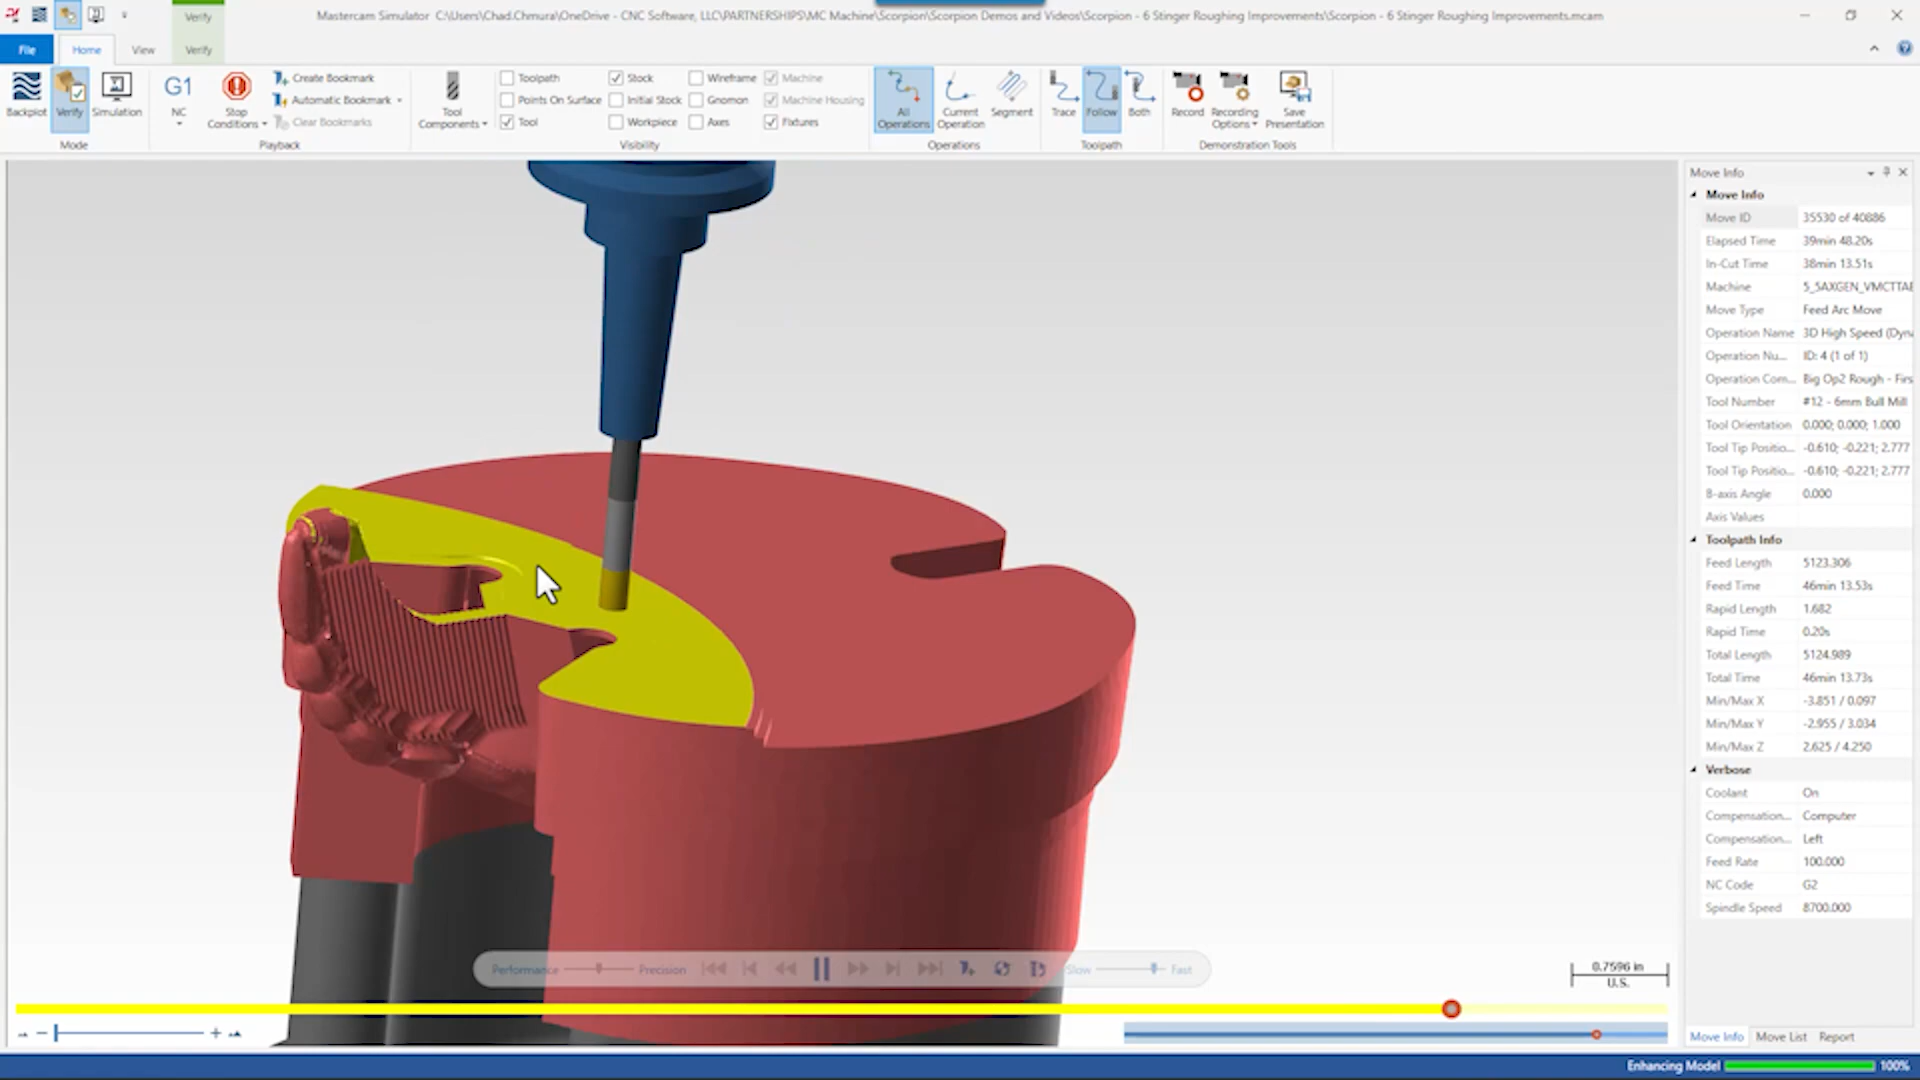 Verify
Mastercam Simulator C:\Users\Chad.Chmura\OneDrive - CNC Software, LLC\PARTNERSHIPS\MC Machine\Scorpion\Scorpion Demos and Videos\Scorpion - 6 Stinger Roughing Improvements\Scorpion - 6 Stinger Roughing Improvements.mcam
File Home View Verify
Backplot Verify Simulation
Mode
G1
NC
Stop Conditions
Create Bookmark
Automatic Bookmark
Clear Bookmarks
Playback
Tool Components
Toolpath Stock Wireframe Machine
Points On Surface Initial Stock Gnomon Machine Housing
Tool Workpiece Axes Fixtures
Visibility
All Operations Current Operation Segment
Operations
Trace Follow Both
Toolpath
Record Recording Options Save Presentation
Demonstration Tools
Move Info
Move Info
Move ID 35530 of 40886
Elapsed Time 39min 48.20s
In-Cut Time 38min 13.51s
Machine 5_5AXGEN_VMCTTAB
Move Type Feed Arc Move
Operation Name 3D High Speed (Dyna
Operation Nu... ID: 4 (1 of 1)
Operation Com... Big Op2 Rough - Firs
Tool Number #12 - 6mm Bull Mill
Tool Orientation 0.000; 0.000; 1.000
Tool Tip Positio... -0.610; -0.221; 2.777
Tool Tip Positio... -0.610; -0.221; 2.777
B-axis Angle 0.000
Axis Values
Toolpath Info
Feed Length 5123.306
Feed Time 46min 13.53s
Rapid Length 1.682
Rapid Time 0.20s
Total Length 5124.989
Total Time 46min 13.73s
Min/Max X -3.851 / 0.097
Min/Max Y -2.955 / 3.034
Min/Max Z 2.625 / 4.250
Verbose
Coolant On
Compensation... Computer
Compensation... Left
Feed Rate 100.000
NC Code G2
Spindle Speed 8700.000
Performance Precision Slow Fast
0.7596 in
U.S.
Move Info Move List Report
Enhancing Model 100%